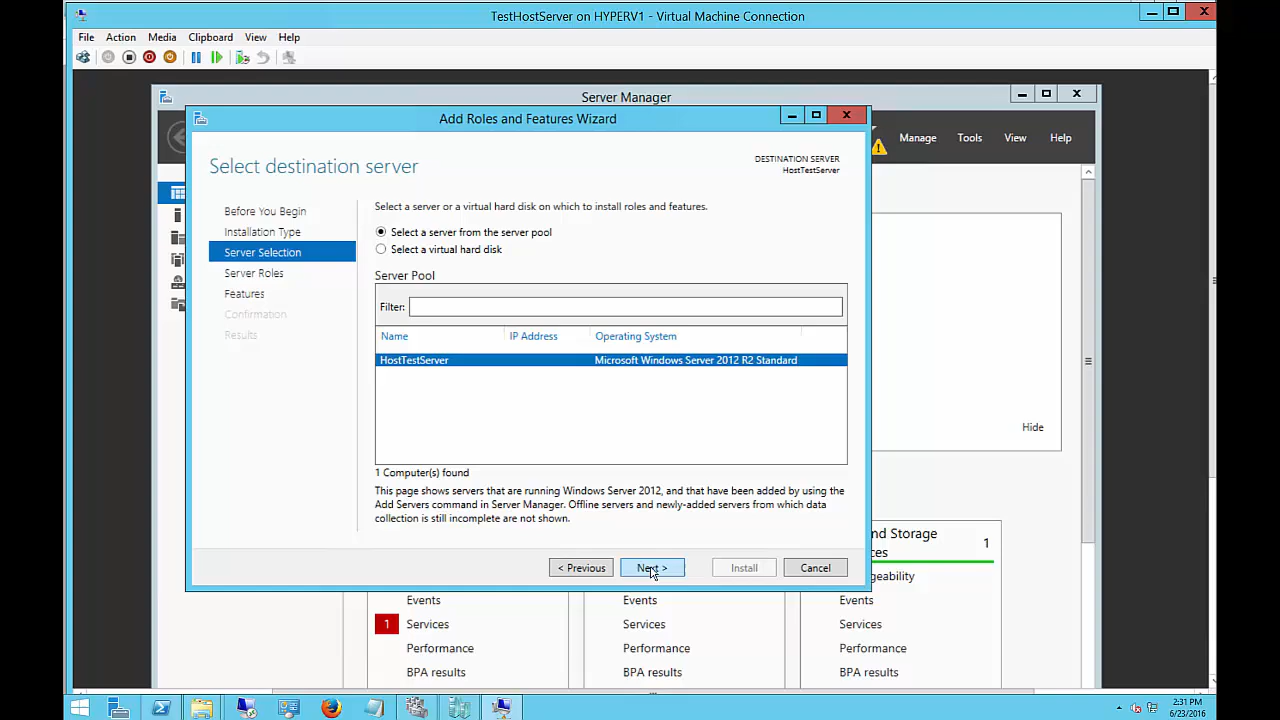 TestHostServer on HYPERV1 - Virtual Machine Connection
File Action Media Clipboard View Help
Server Manager
Manage Tools View Help
Add Roles and Features Wizard
Select destination server
DESTINATION SERVER
HostTestServer
Before You Begin
Installation Type
Server Selection
Server Roles
Features
Confirmation
Results
Select a server or a virtual hard disk on which to install roles and features.
Select a server from the server pool
Select a virtual hard disk
Server Pool
Filter:
Name IP Address Operating System
HostTestServer Microsoft Windows Server 2012 R2 Standard
1 Computer(s) found
This page shows servers that are running Windows Server 2012, and that have been added by using the
Add Servers command in Server Manager. Offline servers and newly-added servers from which data
collection is still incomplete are not shown.
< Previous Next > Install Cancel
Hide
nd Storage
ces 1
geability
Events Events Events
1 Services Services Services
Performance Performance Performance
BPA results BPA results BPA results
2:31 PM
6/23/2016